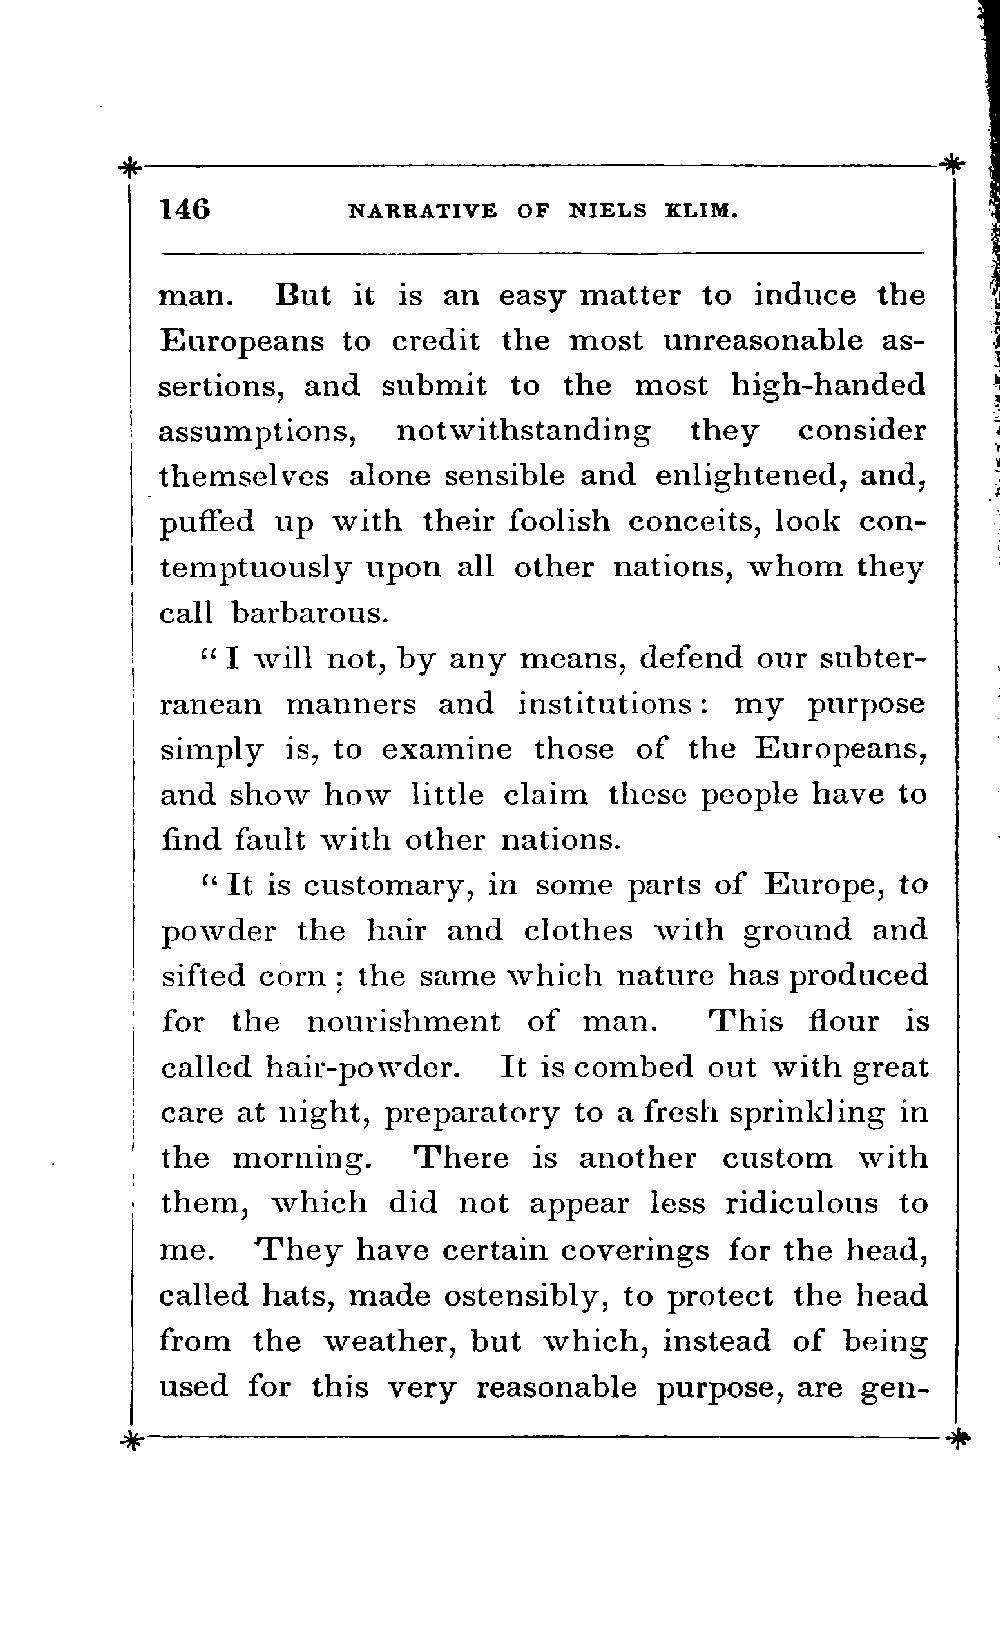 146 NARRATIVE OF NIELS KLIM.
man. But it is an easy matter to induce the
Europeans to credit the most unreasonable as-
sertions, and submit to the most high-handed
assumptions, notwithstanding they consider
themselves alone sensible and enlightened, and,
puffed up with their foolish conceits, look con-
temptuously upon all other nations, whom they
call barbarous.
“I will not, by any means, defend our subter-
ranean manners and institutions: my purpose
simply is, to examine those of the Europeans,
and show how little claim these people have to
find fault with other nations.
“It is customary, in some parts of Europe, to
powder the hair and clothes with ground and
sifted corn; the same which nature has produced
for the nourishment of man. This flour is
called hair-powder. It is combed out with great
care at night, preparatory to a fresh sprinkling in
the morning. There is another custom with
them, which did not appear less ridiculous to
me. They have certain coverings for the head,
called hats, made ostensibly, to protect the head
from the weather, but which, instead of being
used for this very reasonable purpose, are gen-